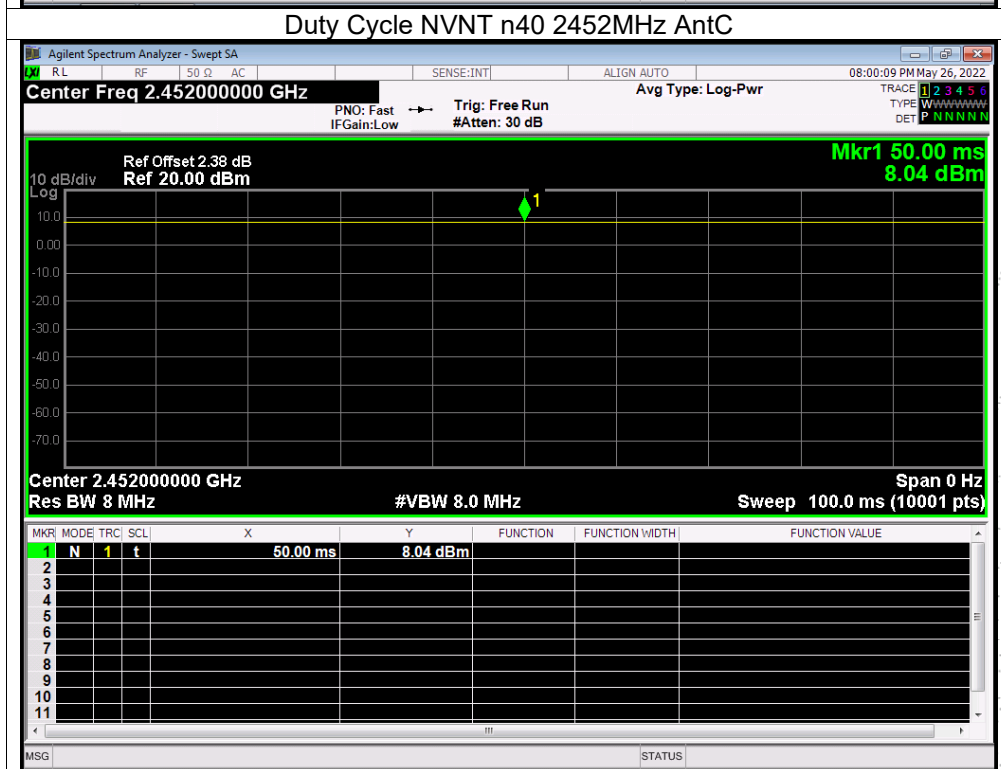 Duty Cycle NVNT n40 2452MHz AntC
Agilent Spectrum Analyzer - Swept SA
LXI RL RF 50 Ω AC SENSE:INT ALIGN AUTO 08:00:09 PM May 26, 2022
Center Freq 2.452000000 GHz Avg Type: Log-Pwr TRACE 1 2 3 4 5 6
PNO: Fast Trig: Free Run TYPE WWWWWW
IFGain:Low #Atten: 30 dB DET P N N N N N
Mkr1 50.00 ms
8.04 dBm
Ref Offset 2.38 dB
10 dB/div Ref 20.00 dBm
Log
1
10.0
0.00
-10.0
-20.0
-30.0
-40.0
-50.0
-60.0
-70.0
Center 2.452000000 GHz Span 0 Hz
Res BW 8 MHz #VBW 8.0 MHz Sweep 100.0 ms (10001 pts)
MKR MODE TRC SCL X Y FUNCTION FUNCTION WIDTH FUNCTION VALUE
1 N 1 t 50.00 ms 8.04 dBm
2
3
4
5
6
7
8
9
10
11
MSG STATUS